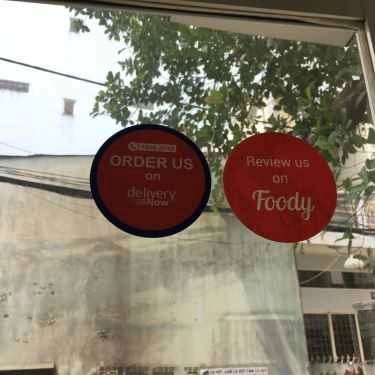 ORDER US
on
delivery
Now
Review us
on
Foody